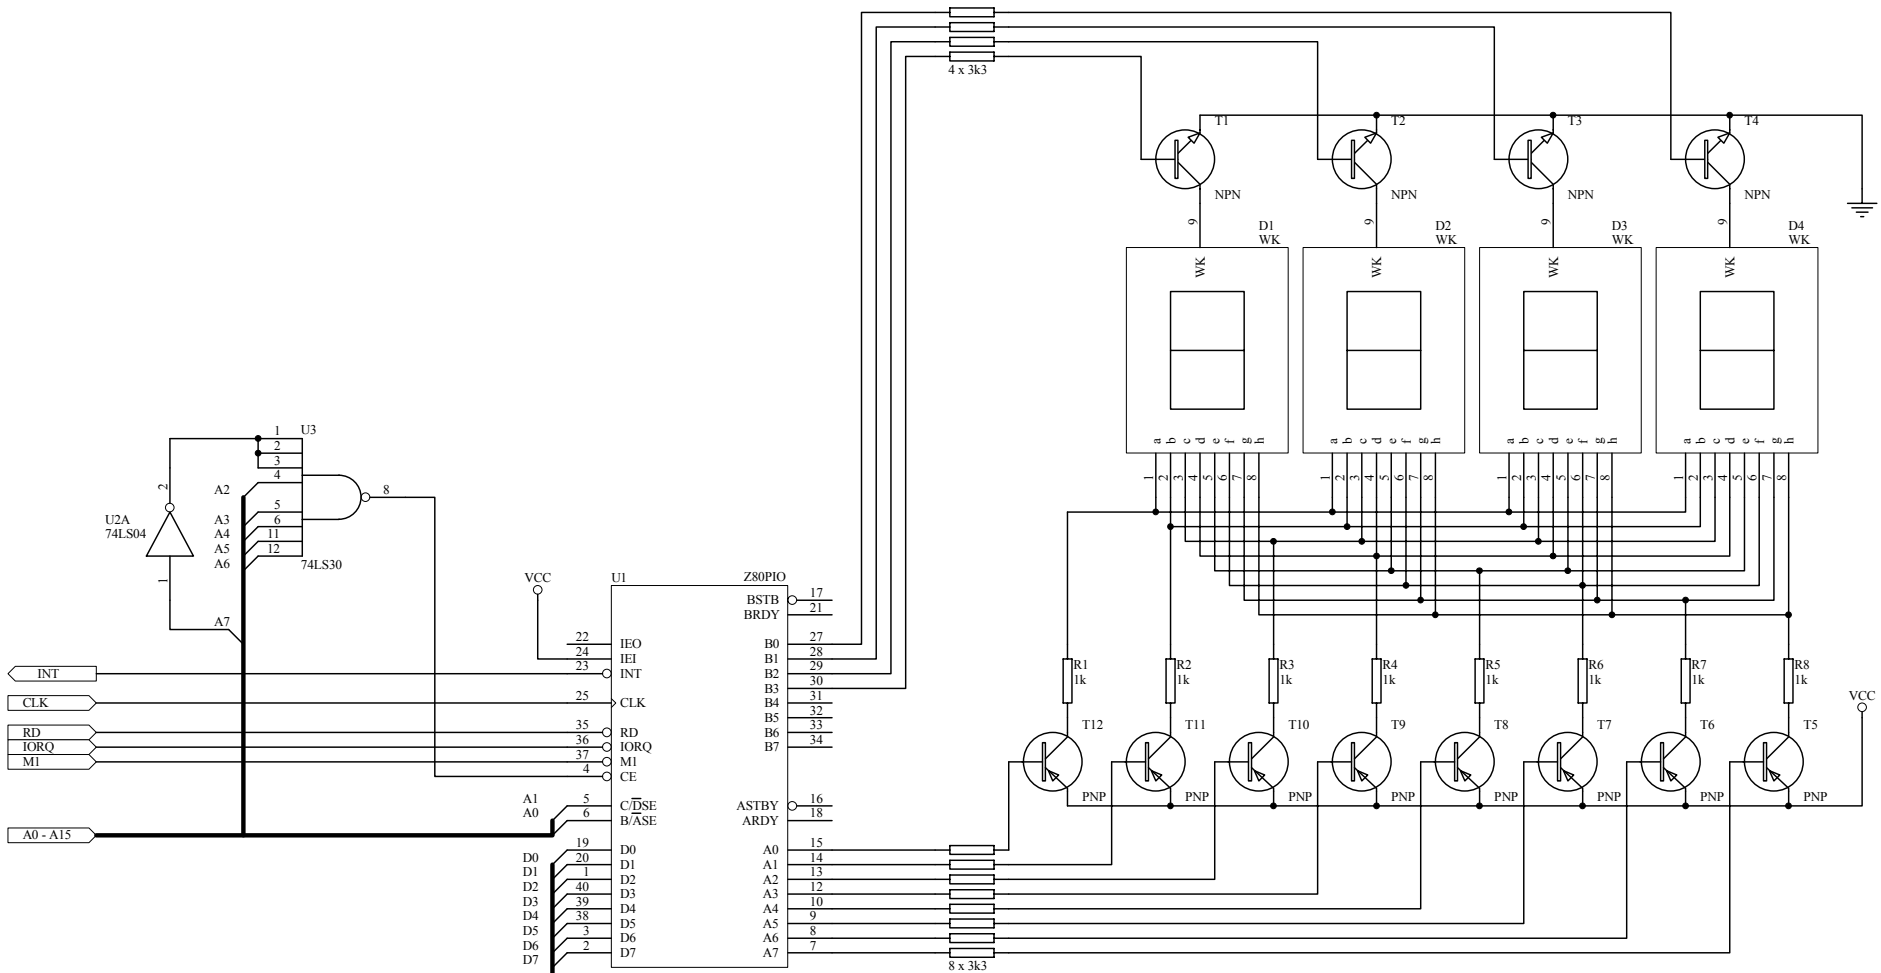 4 x 3k3
T1
T2
T3
T4
NPN
NPN
NPN
NPN
9
9
9
9
D1
WK
D2
WK
D3
WK
D4
WK
WK
WK
WK
WK
a b c d e f g h
a b c d e f g h
a b c d e f g h
a b c d e f g h
1 2 3 4 5 6 7 8
1 2 3 4 5 6 7 8
1 2 3 4 5 6 7 8
1 2 3 4 5 6 7 8
1
2
3
4
5
6
11
12
U3
8
74LS30
A2
A3
A4
A5
A6
2
U2A
74LS04
1
A7
VCC
U1
Z80PIO
BSTB
17
BRDY
21
22
IEO
24
IEI
23
INT
INT
25
CLK
CLK
35
RD
RD
36
IORQ
IORQ
37
M1
M1
4
CE
A1
5
C/DSE
A0
6
B/ASE
A0 - A15
B0
27
B1
28
B2
29
B3
30
B4
31
B5
32
B6
33
B7
34
ASTBY
16
ARDY
18
D0
19
D0
D1
20
D1
D2
1
D2
D3
40
D3
D4
39
D4
D5
38
D5
D6
3
D6
D7
2
D7
A0
15
A1
14
A2
13
A3
12
A4
10
A5
9
A6
8
A7
7
8 x 3k3
R1
1k
R2
1k
R3
1k
R4
1k
R5
1k
R6
1k
R7
1k
R8
1k
VCC
T12
T11
T10
T9
T8
T7
T6
T5
PNP
PNP
PNP
PNP
PNP
PNP
PNP
PNP